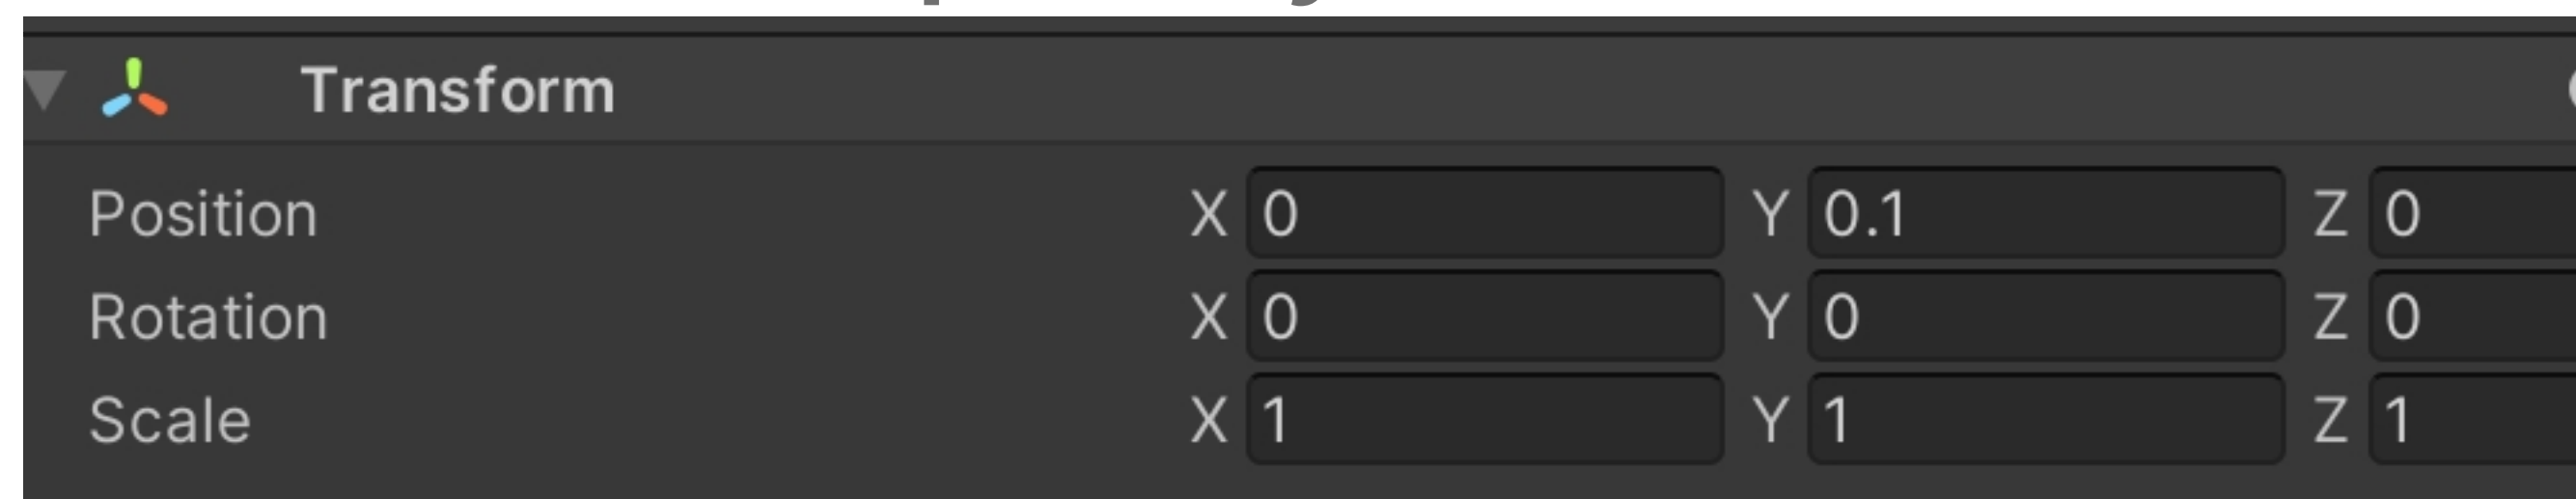 Transform
Position X 0 Y 0.1 Z 0
Rotation X 0 Y 0 Z 0
Scale X 1 Y 1 Z 1